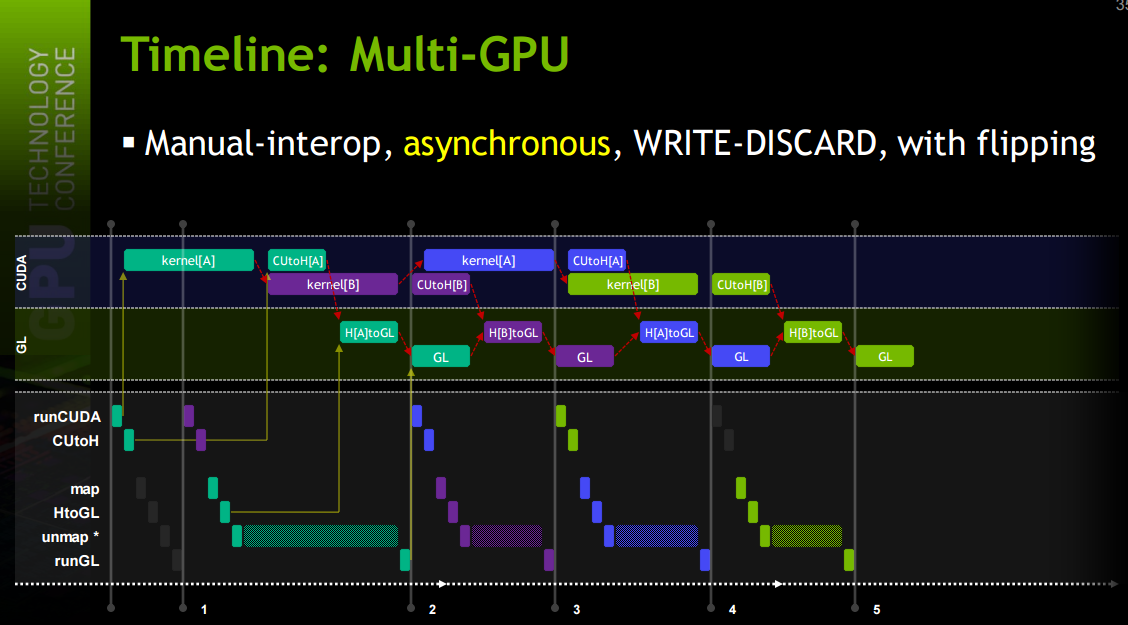 35
Timeline: Multi-GPU
▪ Manual-interop, asynchronous, WRITE-DISCARD, with flipping
GPU TECHNOLOGY
CONFERENCE
CUDA
kernel[A]
CUtoH[A]
kernel[A]
CUtoH[A]
kernel[B]
CUtoH[B]
kernel[B]
CUtoH[B]
GL
H[A]toGL
H[B]toGL
H[A]toGL
H[B]toGL
GL
GL
GL
GL
runCUDA
CUtoH
map
HtoGL
unmap *
runGL
1 2 3 4 5